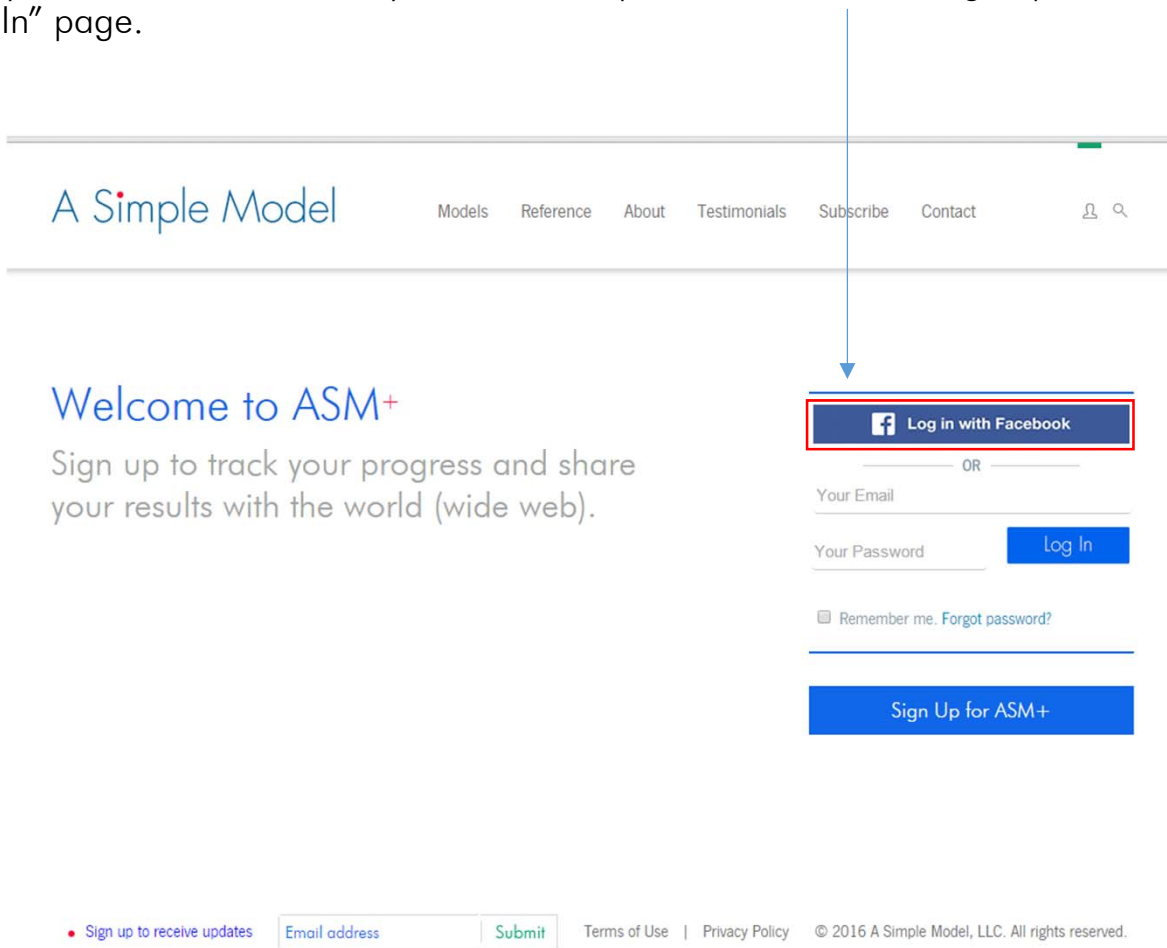 In" page.
A Simple Model
Models Reference About Testimonials Subscribe Contact
Welcome to ASM+
Sign up to track your progress and share
your results with the world (wide web).
f Log in with Facebook
OR
Your Email
Your Password Log In
Remember me. Forgot password?
Sign Up for ASM+
Sign up to receive updates Email address Submit Terms of Use | Privacy Policy © 2016 A Simple Model, LLC. All rights reserved.